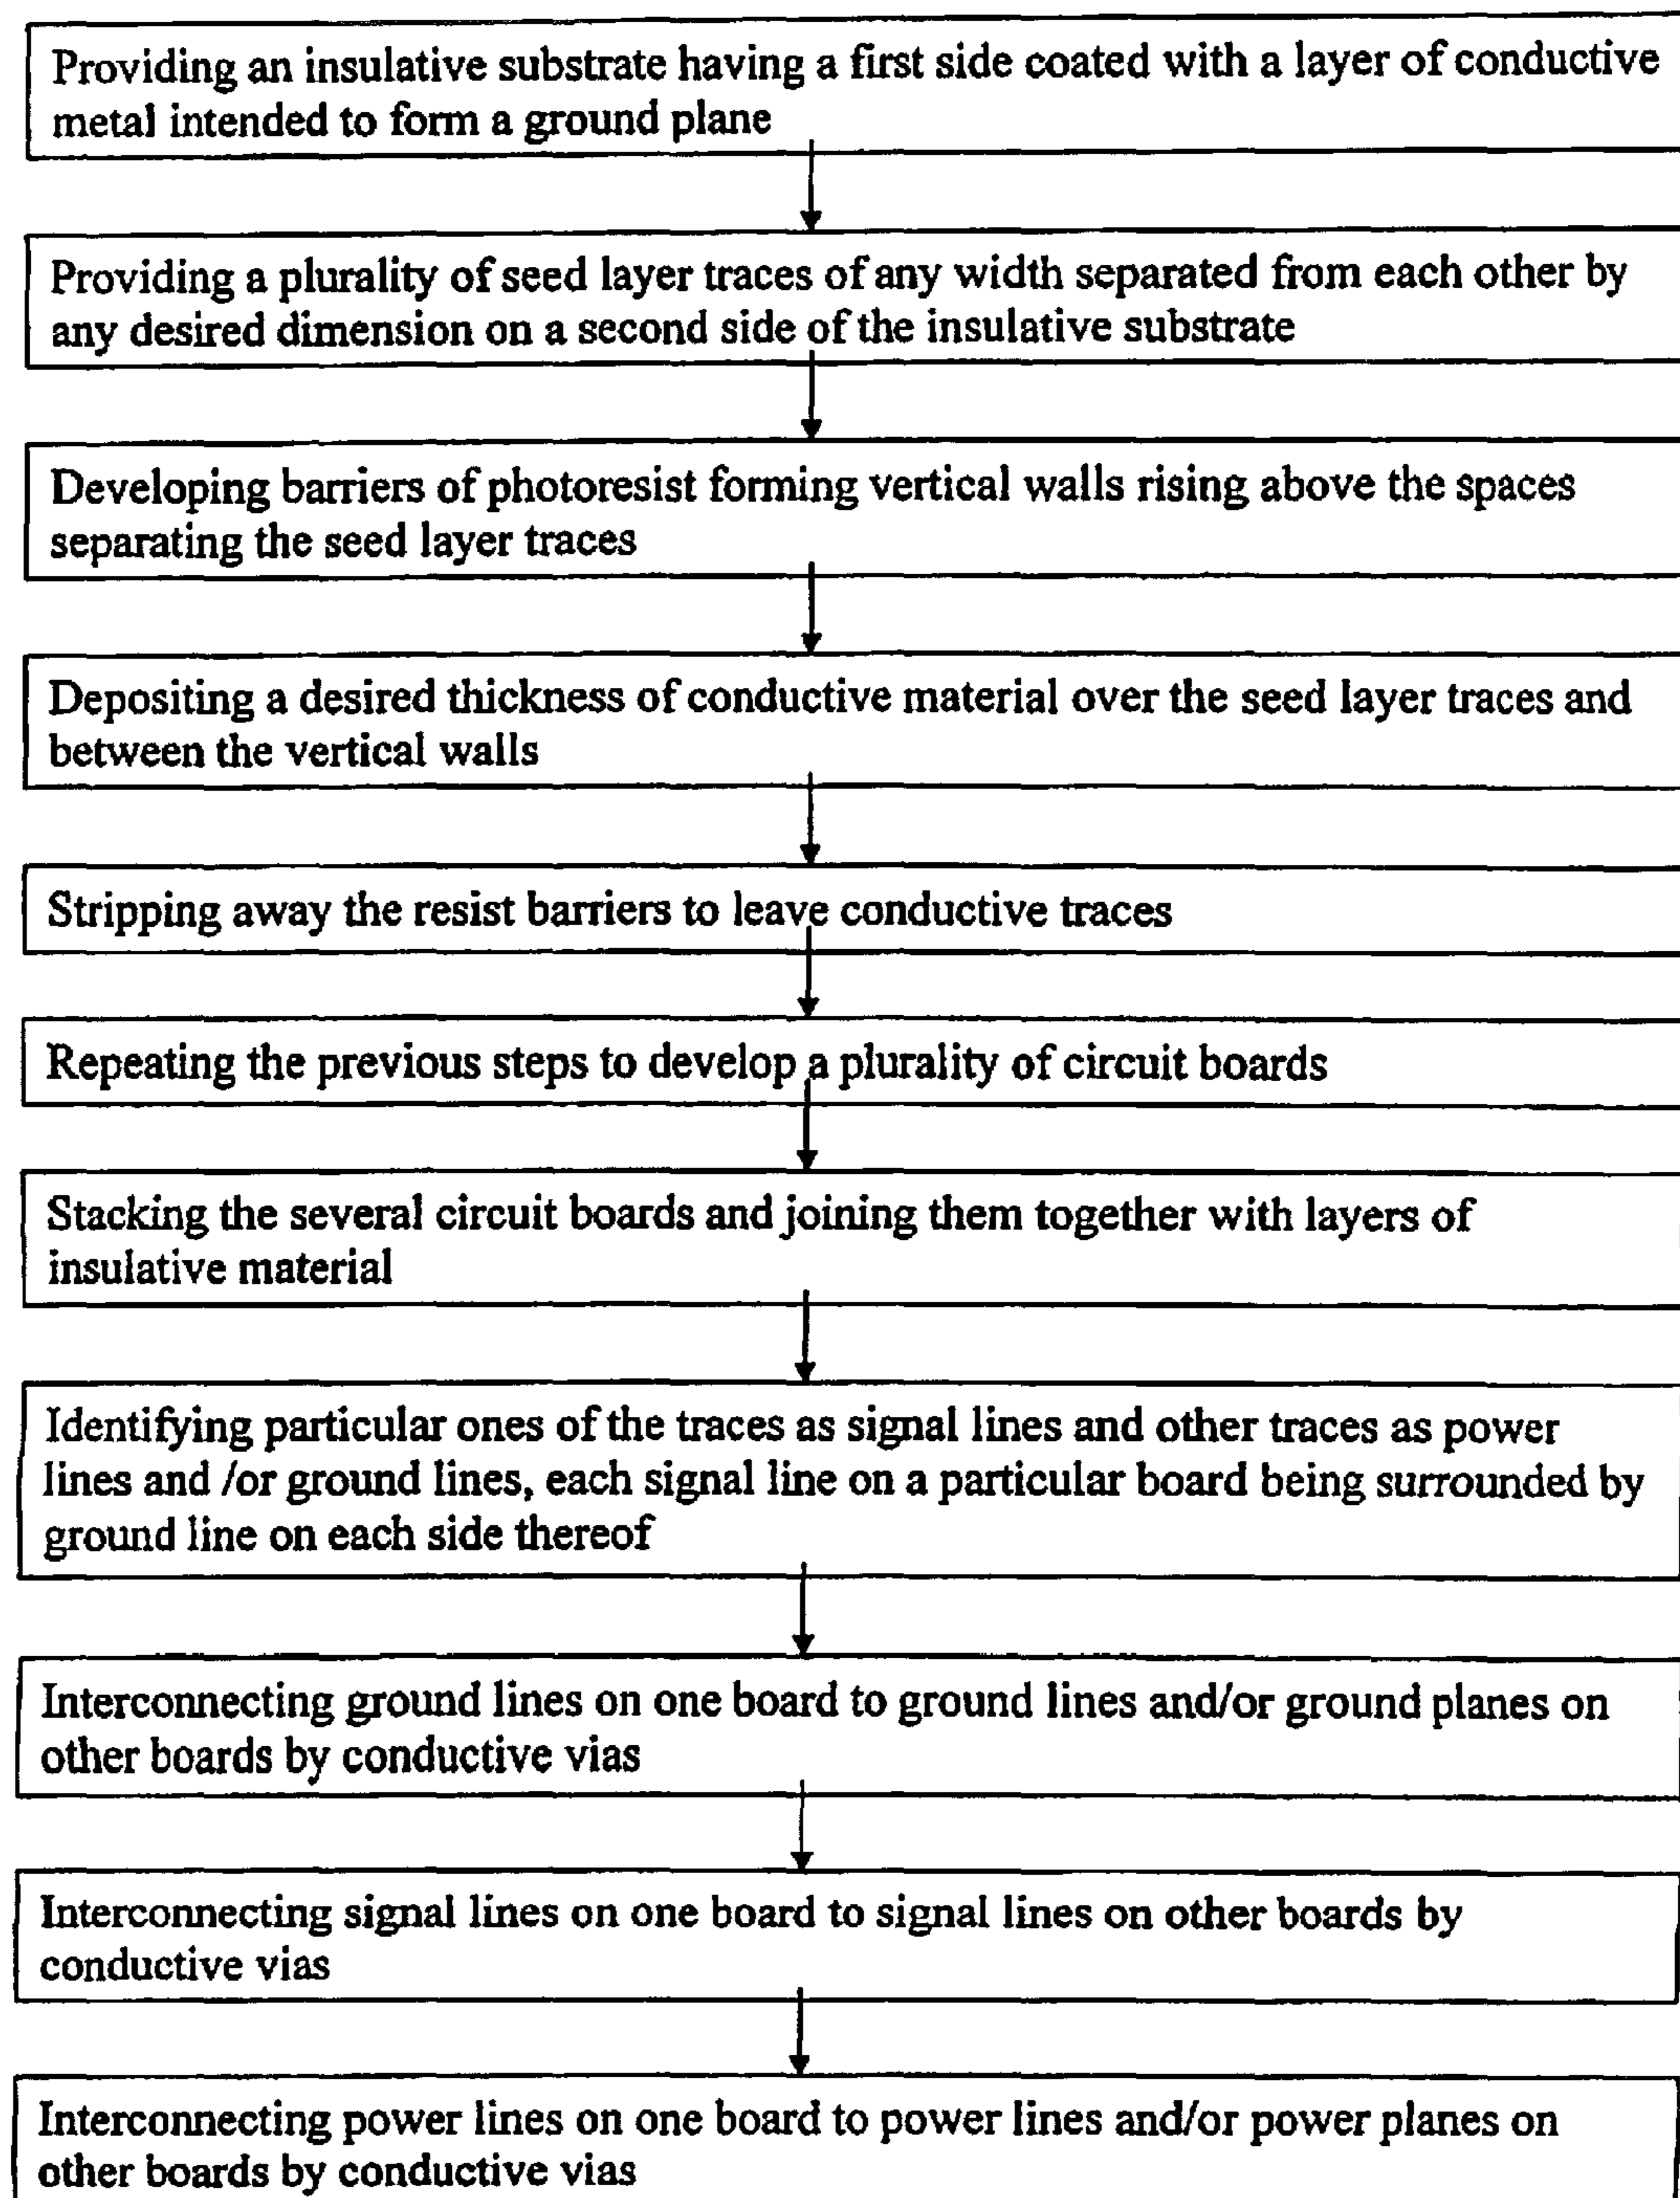 Providing an insulative substrate having a first side coated with a layer of conductive
metal intended to form a ground plane
Providing a plurality of seed layer traces of any width separated from each other by
any desired dimension on a second side of the insulative substrate
Developing barriers of photoresist forming vertical walls rising above the spaces
separating the seed layer traces
Depositing a desired thickness of conductive material over the seed layer traces and
between the vertical walls
Stripping away the resist barriers to leave conductive traces
Repeating the previous steps to develop a plurality of circuit boards
Stacking the several circuit boards and joining them together with layers of
insulative material
Identifying particular ones of the traces as signal lines and other traces as power
lines and /or ground lines, each signal line on a particular board being surrounded by
ground line on each side thereof
Interconnecting ground lines on one board to ground lines and/or ground planes on
other boards by conductive vias
Interconnecting signal lines on one board to signal lines on other boards by
conductive vias
Interconnecting power lines on one board to power lines and/or power planes on
other boards by conductive vias